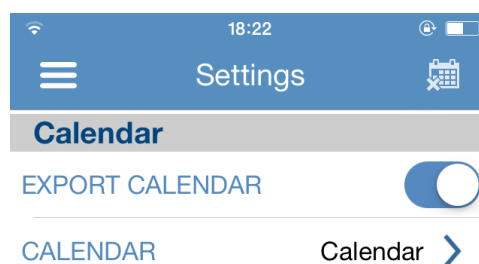 18:22
Settings
Calendar
EXPORT CALENDAR
CALENDAR Calendar